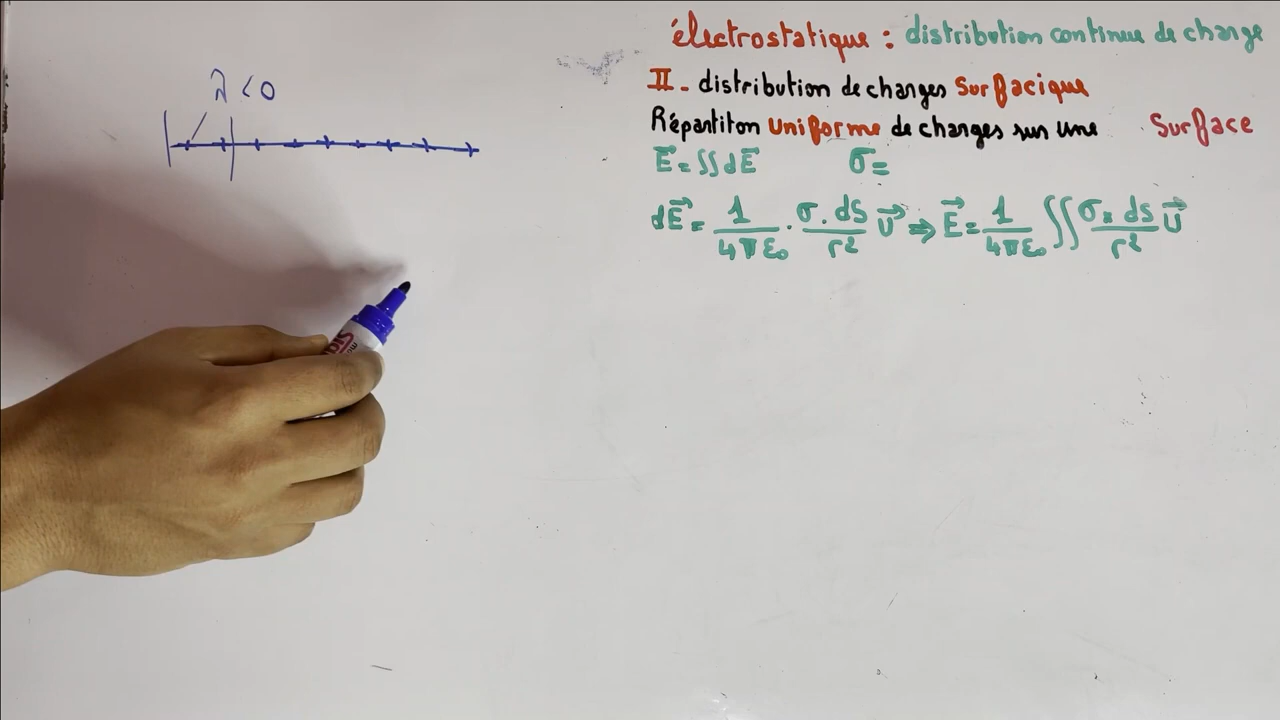 électrostatique : distribution continue de charge
II - distribution de charges surfacique
Répartiton uniforme de charges sur une surface
E⃗ = ∬ dE⃗ σ =
dE⃗ = 1/4πε₀ . σ . ds/r² U⃗ ⇒ E⃗ = 1/4πε₀ ∬ σ × ds/r² U⃗
λ < 0